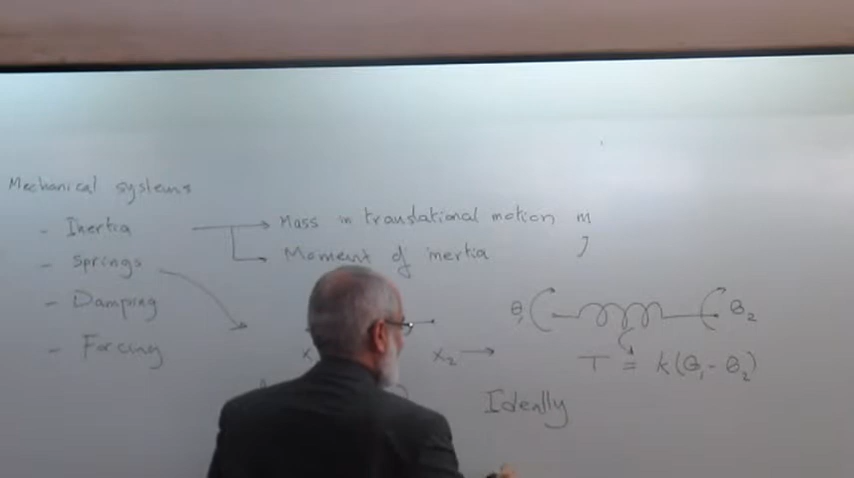 Mechanical systems
- Inertia → Mass in translational motion m
→ Moment of inertia J
- Springs
- Damping
- Forcing
θ₁ θ₂
x₂ →
T = k(θ₁ - θ₂)
Ideally